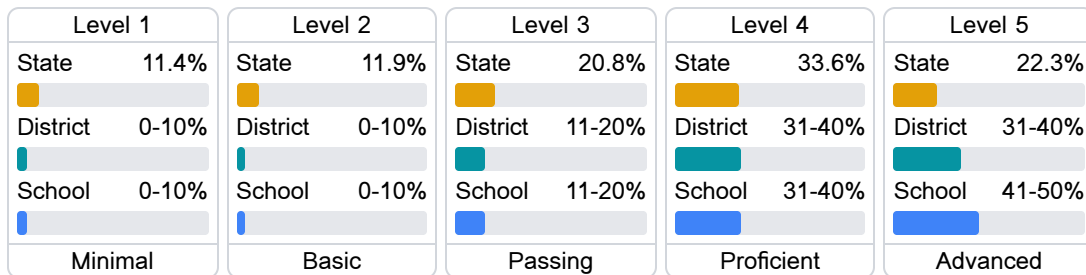 Level 1
State 11.4%
District 0-10%
School 0-10%
Minimal
Level 2
State 11.9%
District 0-10%
School 0-10%
Basic
Level 3
State 20.8%
District 11-20%
School 11-20%
Passing
Level 4
State 33.6%
District 31-40%
School 31-40%
Proficient
Level 5
State 22.3%
District 31-40%
School 41-50%
Advanced